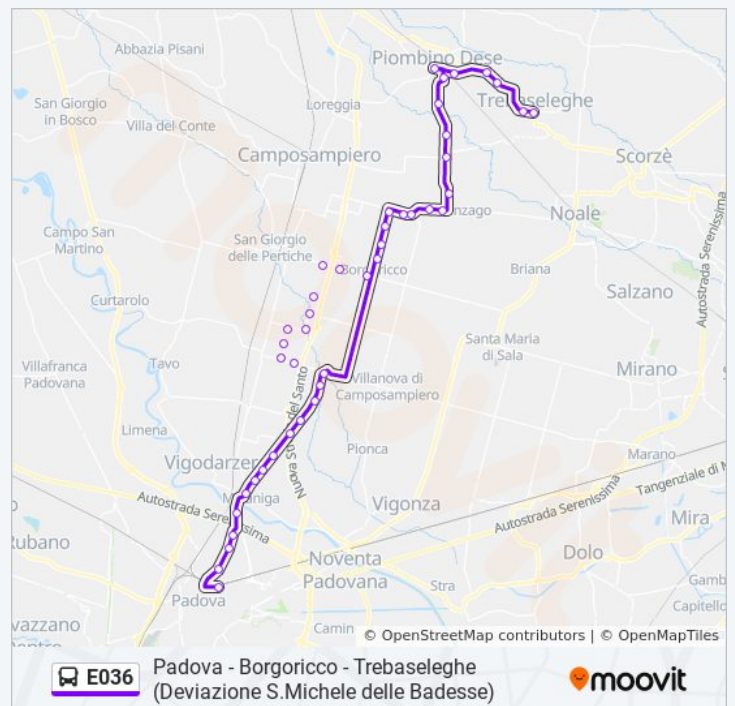 Abbazia Pisani
Piombino Dese
San Giorgio
in Bosco
Loreggia
Trebaseleghe
Villa del Conte
Camposampiero
Scorzè
Noale
Campo San
Martino
San Giorgio
delle Pertiche
Borgoricco
Briana
Autostrada Serenissima
Curtarolo
Salzano
Santa Maria
di Sala
Villafranca
Padovana
Tavo
Mirano
Villanova di
Camposampiero
del Santo
Limena
Pionca
Marano
Vigodarzere
Nuova St
Tangenziale di M
Autostrada Serenissima
Vigonza
Autostrada Serenissima
Mira
Rubano
Noventa
Padovana
Dolo
Stra
Gamb
Padova
Capitello
Camin
© OpenStreetMap contributors | © OpenMapTiles
E036 Padova - Borgoricco - Trebaseleghe
(Deviazione S.Michele delle Badesse)
moovit